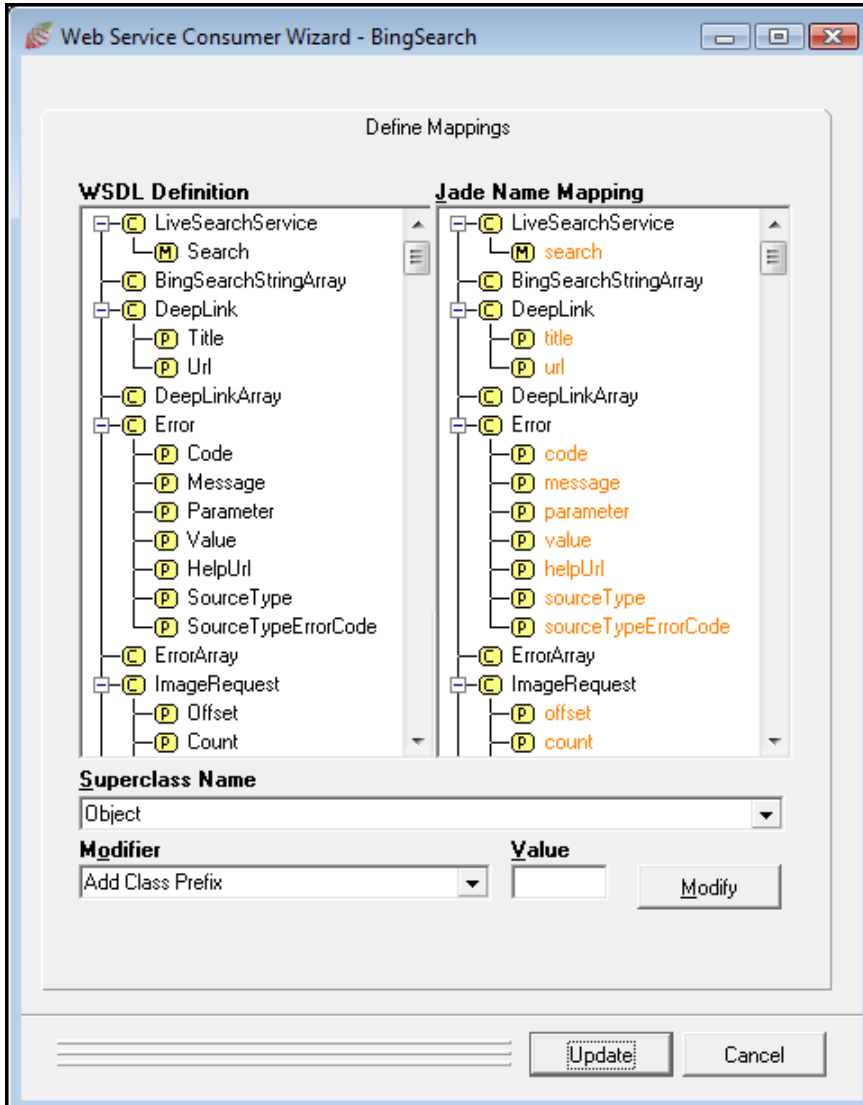 Web Service Consumer Wizard - BingSearch
Define Mappings
WSDL Definition
C LiveSearchService
M Search
C BingSearchStringArray
C DeepLink
P Title
P Url
C DeepLinkArray
C Error
P Code
P Message
P Parameter
P Value
P HelpUrl
P SourceType
P SourceTypeErrorCode
C ErrorArray
C ImageRequest
P Offset
P Count
Jade Name Mapping
C LiveSearchService
M search
C BingSearchStringArray
C DeepLink
P title
P url
C DeepLinkArray
C Error
P code
P message
P parameter
P value
P helpUrl
P sourceType
P sourceTypeErrorCode
C ErrorArray
C ImageRequest
P offset
P count
Superclass Name
Object
Modifier
Value
Add Class Prefix
Modify
Update
Cancel